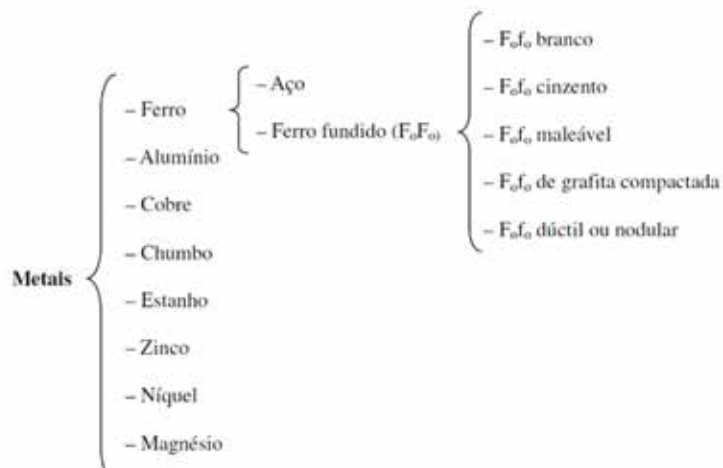 Metais
– Ferro
– Alumínio
– Cobre
– Chumbo
– Estanho
– Zinco
– Níquel
– Magnésio
– Aço
– Ferro fundido (FₒFₒ)
– Fₒfₒ branco
– Fₒfₒ cinzento
– Fₒfₒ maleável
– Fₒfₒ de grafita compactada
– Fₒfₒ dúctil ou nodular